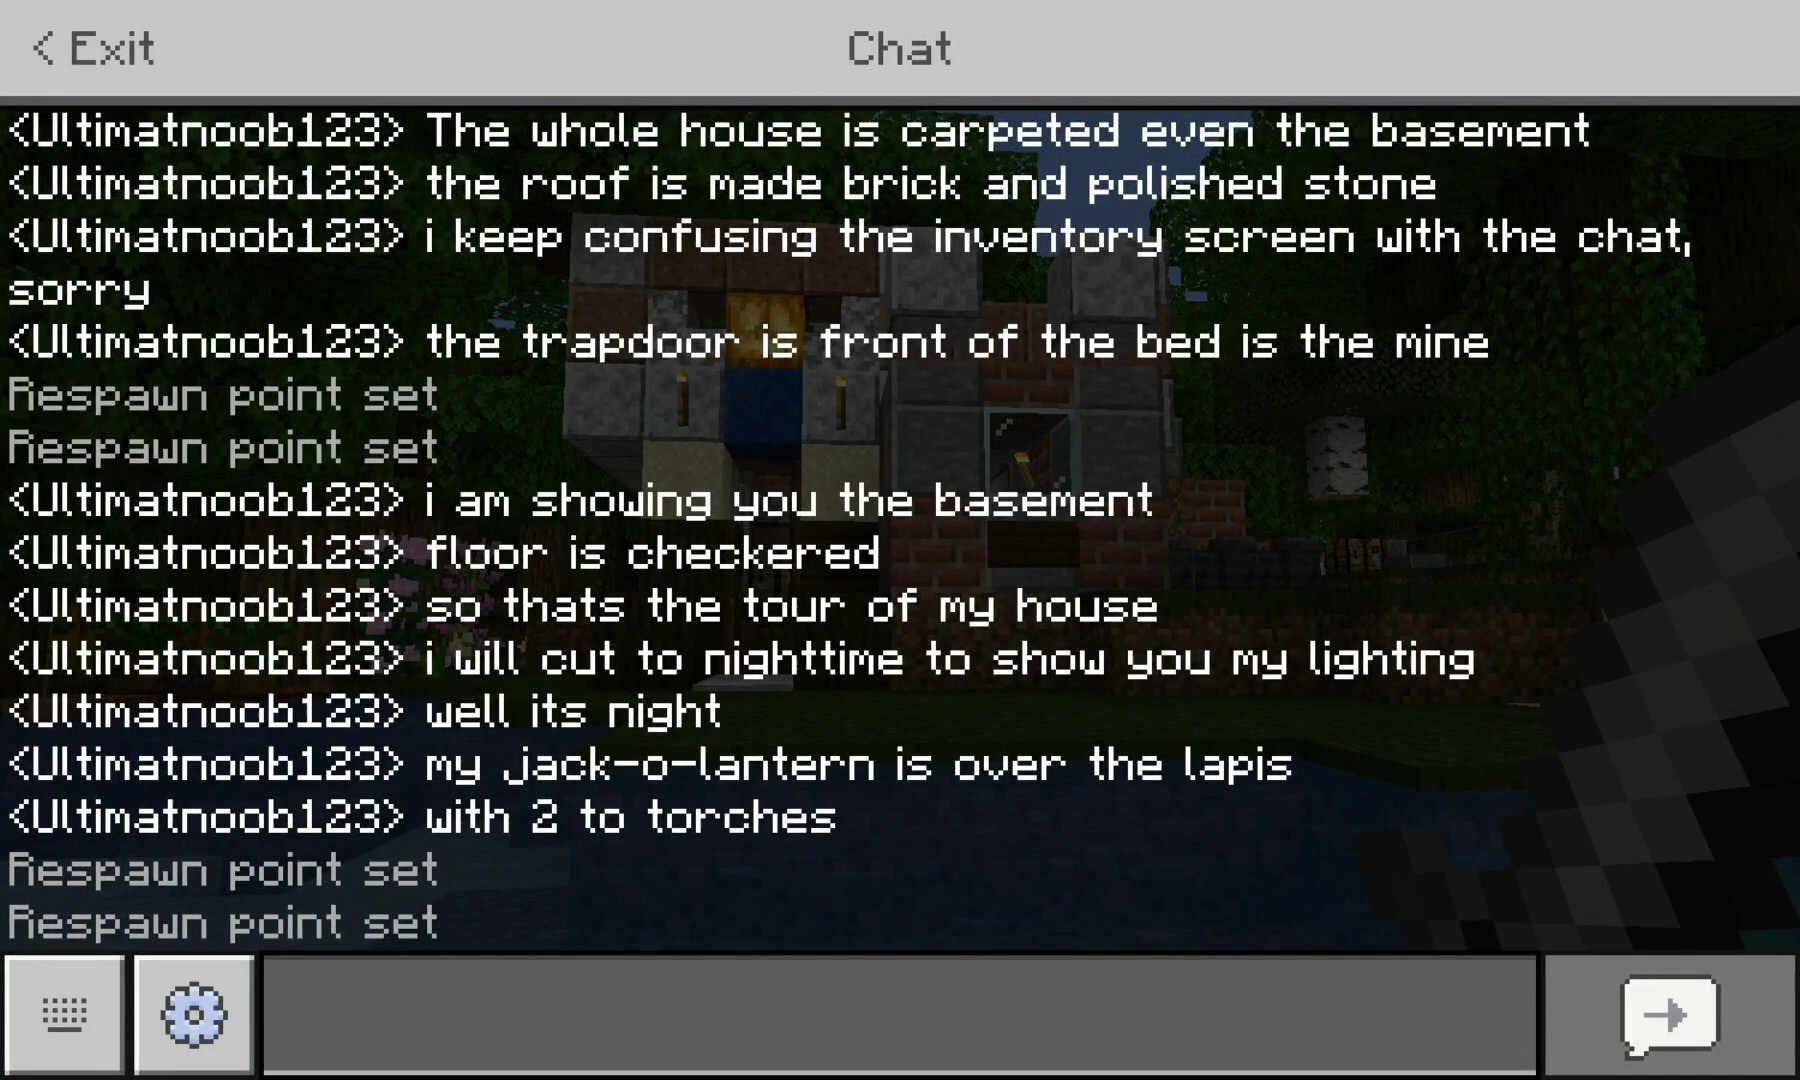 < Exit
Chat
<Ultimatnoob123> The whole house is carpeted even the basement
<Ultimatnoob123> the roof is made brick and polished stone
<Ultimatnoob123> i keep confusing the inventory screen with the chat,
sorry
<Ultimatnoob123> the trapdoor is front of the bed is the mine
Respawn point set
Respawn point set
<Ultimatnoob123> i am showing you the basement
<Ultimatnoob123> floor is checkered
<Ultimatnoob123> so thats the tour of my house
<Ultimatnoob123> i will cut to nighttime to show you my lighting
<Ultimatnoob123> well its night
<Ultimatnoob123> my jack-o-lantern is over the lapis
<Ultimatnoob123> with 2 to torches
Respawn point set
Respawn point set